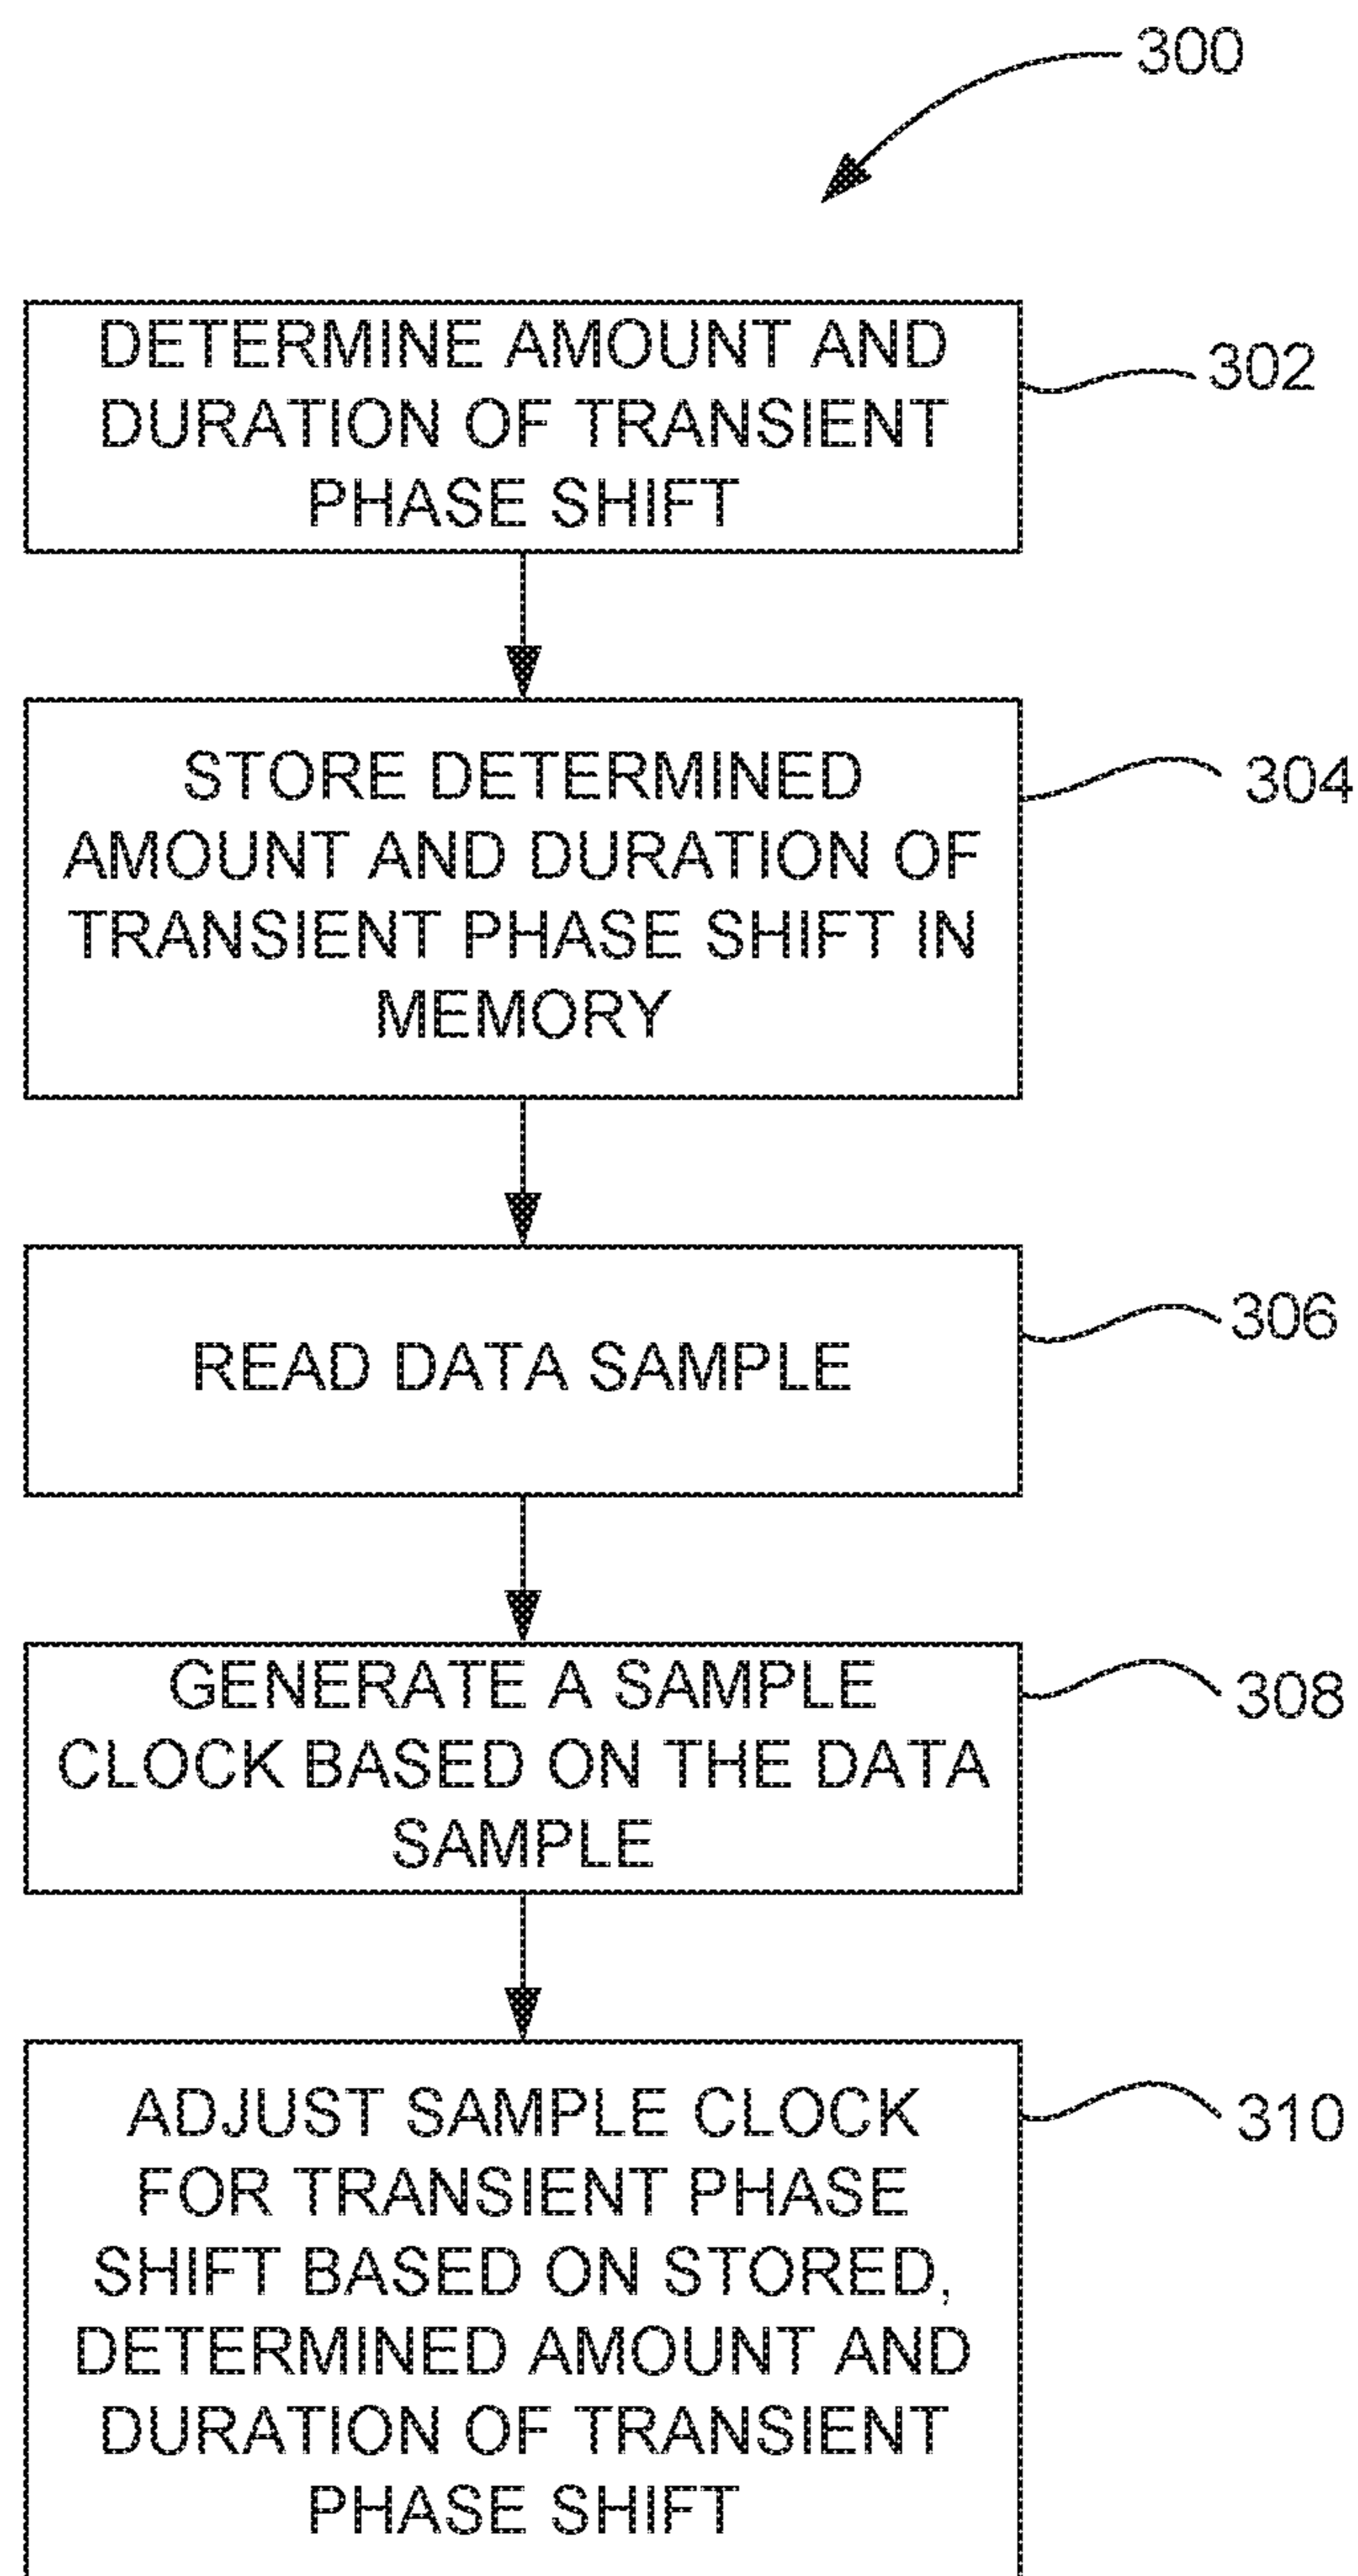 300
DETERMINE AMOUNT AND
DURATION OF TRANSIENT
PHASE SHIFT
302
STORE DETERMINED
AMOUNT AND DURATION OF
TRANSIENT PHASE SHIFT IN
MEMORY
304
READ DATA SAMPLE
306
GENERATE A SAMPLE
CLOCK BASED ON THE DATA
SAMPLE
308
ADJUST SAMPLE CLOCK
FOR TRANSIENT PHASE
SHIFT BASED ON STORED,
DETERMINED AMOUNT AND
DURATION OF TRANSIENT
PHASE SHIFT
310